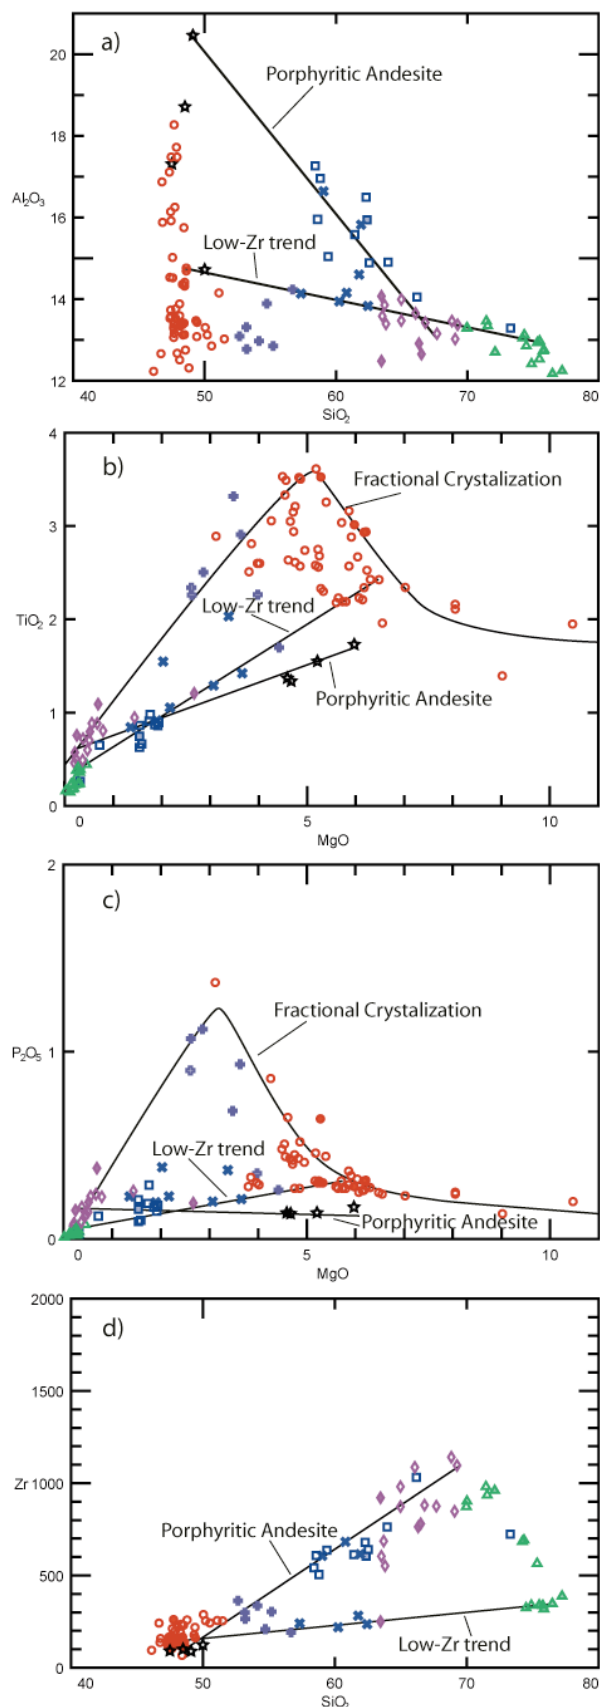 a)
20
Porphyritic Andesite
18
Al2O3
16
Low-Zr trend
14
12
40 50 60 70 80
SiO2
4
b)
Fractional Crystalization
3
Low-Zr trend
TiO2 2
Porphyritic Andesite
1
0
0 5 10
MgO
2
c)
Fractional Crystalization
P2O5 1
Low-Zr trend
Porphyritic Andesite
0
0 5 10
MgO
2000
d)
1500
Zr 1000
Porphyritic Andesite
500
Low-Zr trend
0
40 50 60 70 80
SiO2